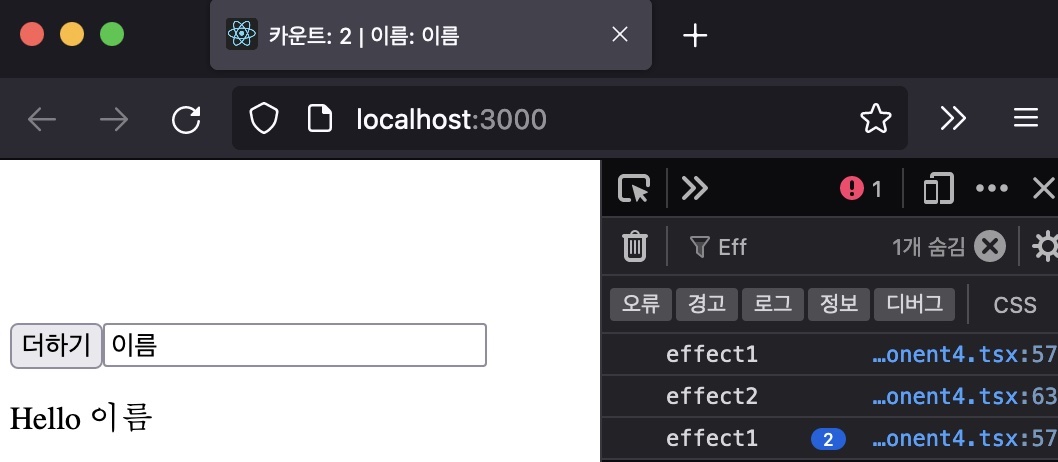 카운트: 2 | 이름: 이름
localhost:3000
1
Eff
1개 숨김
오류 경고 로그 정보 디버그 CSS
더하기 이름
effect1 …onent4.tsx:57
effect2 …onent4.tsx:63
Hello 이름
effect1 2 …onent4.tsx:57